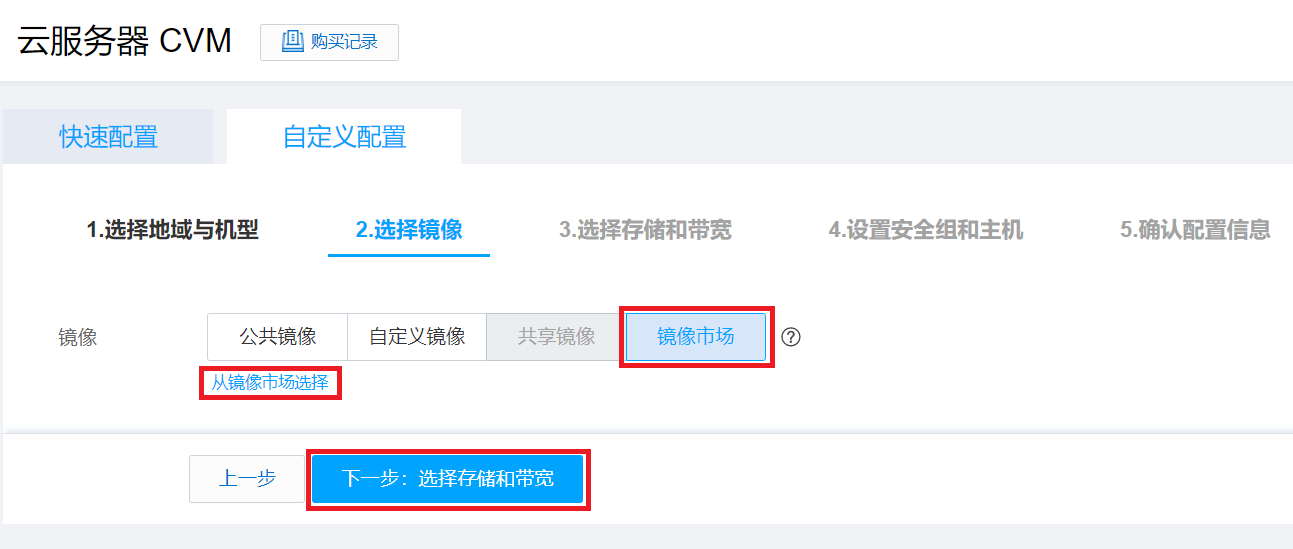 云服务器 CVM 购买记录
快速配置 自定义配置
1.选择地域与机型 2.选择镜像 3.选择存储和带宽 4.设置安全组和主机 5.确认配置信息
镜像 公共镜像 自定义镜像 共享镜像 镜像市场 ?
从镜像市场选择
上一步 下一步：选择存储和带宽